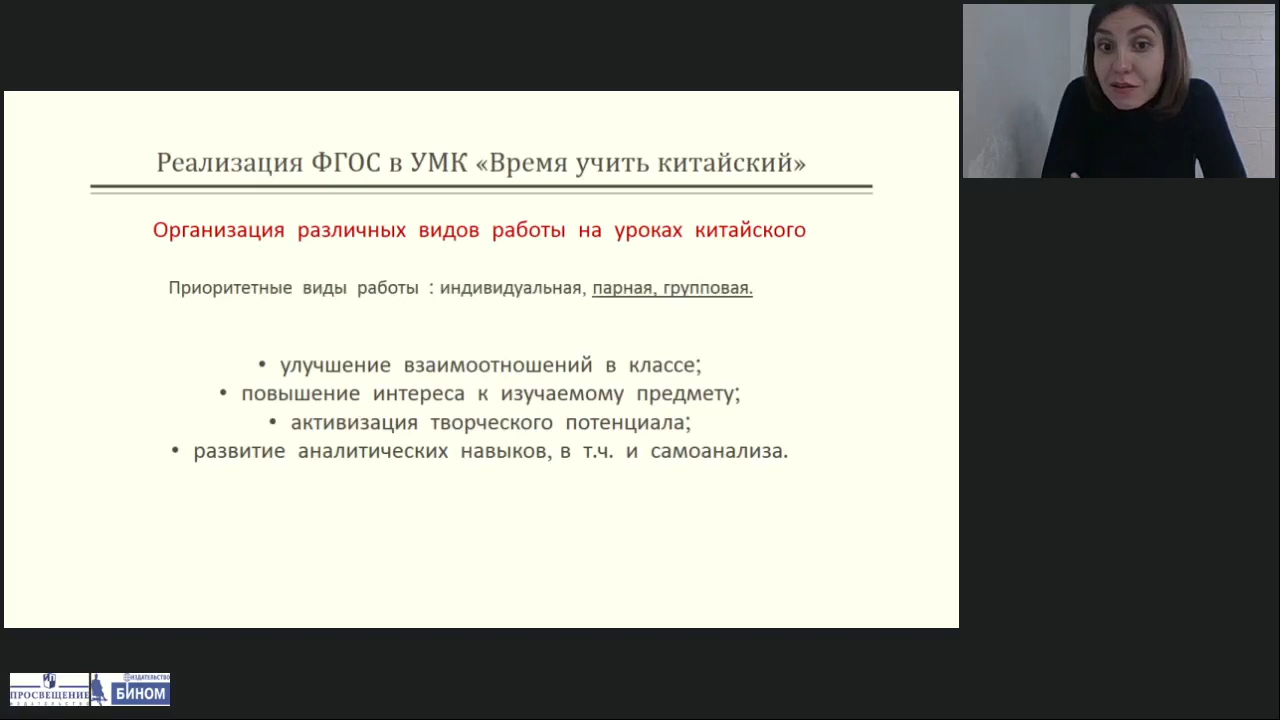 Реализация ФГОС в УМК «Время учить китайский»
Организация различных видов работы на уроках китайского
Приоритетные виды работы : индивидуальная, парная, групповая.
• улучшение взаимоотношений в классе;
• повышение интереса к изучаемому предмету;
• активизация творческого потенциала;
• развитие аналитических навыков, в т.ч. и самоанализа.
ПРОСВЕЩЕНИЕ
ИЗДАТЕЛЬСТВО
ИЗДАТЕЛЬСТВО
БИНОМ